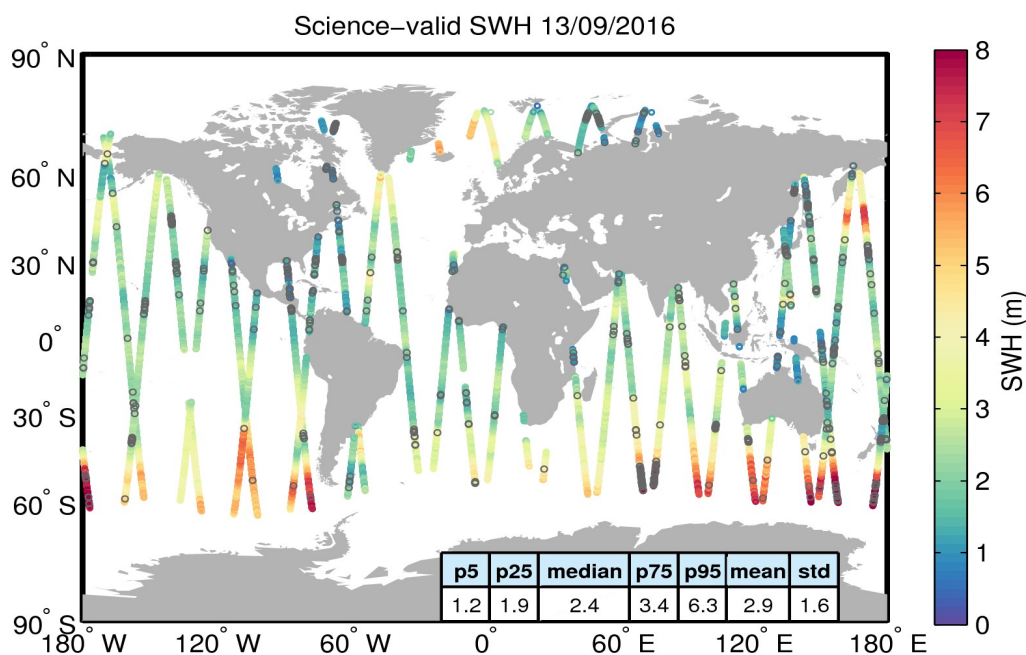 Science−valid SWH 13/09/2016
90° N
60° N
30° N
0°
30° S
60° S
90° S
180° W
120° W
60° W
0°
60° E
120° E
180° E
p5 p25 median p75 p95 mean std
1.2 1.9 2.4 3.4 6.3 2.9 1.6
8
7
6
5
4
3
2
1
0
SWH (m)